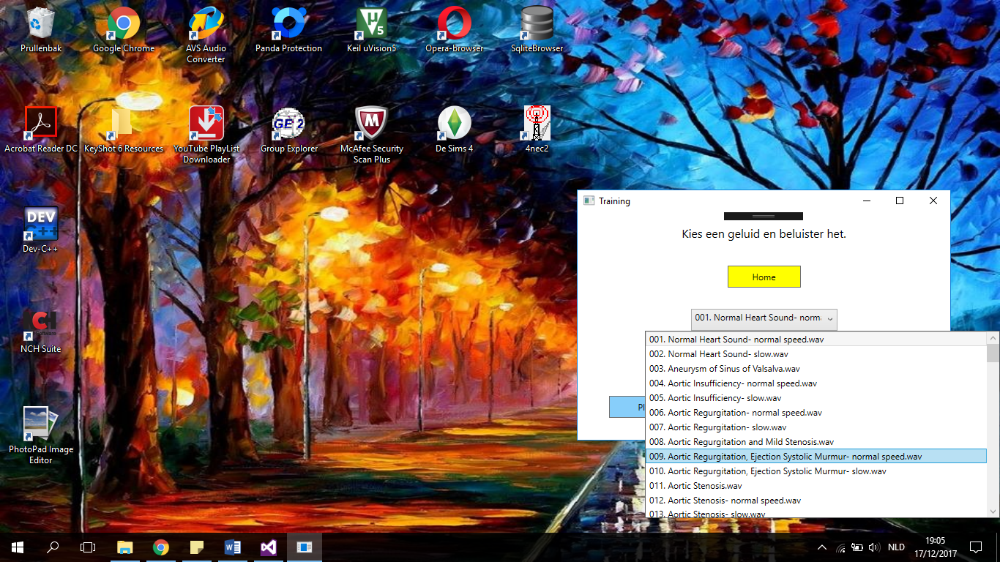 Prullenbak
Google Chrome
AVS Audio
Converter
Panda Protection
Keil uVision5
Opera-browser
SqliteBrowser
Acrobat Reader DC
KeyShot 6 Resources
YouTube PlayList
Downloader
GE 2
Group Explorer
McAfee Security
Scan Plus
De Sims 4
4nec2
DEV
C++
Dev-C++
NCH
Software
NCH Suite
PhotoPad Image
Editor
Training
Kies een geluid en beluister het.
Home
001. Normal Heart Sound- norm
001. Normal Heart Sound- normal speed.wav
002. Normal Heart Sound- slow.wav
003. Aneurysm of Sinus of Valsalva.wav
004. Aortic Insufficiency- normal speed.wav
005. Aortic Insufficiency- slow.wav
006. Aortic Regurgitation- normal speed.wav
007. Aortic Regurgitation- slow.wav
008. Aortic Regurgitation and Mild Stenosis.wav
009. Aortic Regurgitation, Ejection Systolic Murmur- normal speed.wav
010. Aortic Regurgitation, Ejection Systolic Murmur- slow.wav
011. Aortic Stenosis.wav
012. Aortic Stenosis- normal speed.wav
013. Aortic Stenosis- slow.wav
Pl
NLD
19:05
17/12/2017